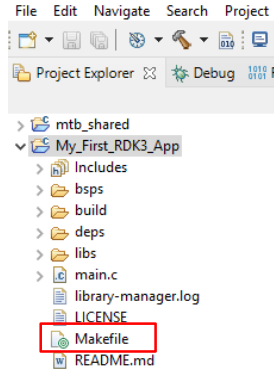 File Edit Navigate Search Project
Project Explorer Debug
mtb_shared
My_First_RDK3_App
Includes
bsps
build
deps
libs
main.c
library-manager.log
LICENSE
Makefile
README.md